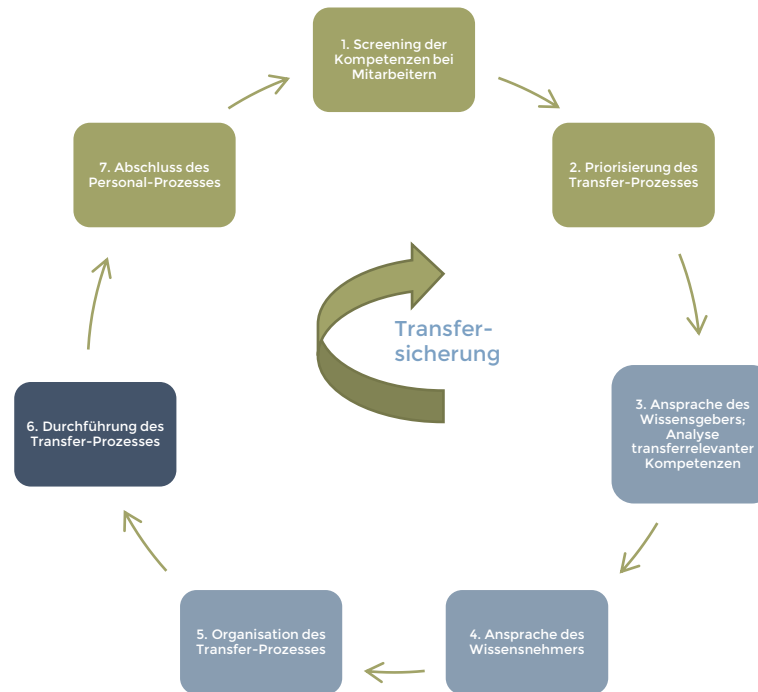 1. Screening der
Kompetenzen bei
Mitarbeitern
2. Priorisierung des
Transfer-Prozesses
3. Ansprache des
Wissensgebers;
Analyse
transferrelevanter
Kompetenzen
4. Ansprache des
Wissensnehmers
5. Organisation des
Transfer-Prozesses
6. Durchführung des
Transfer-Prozesses
7. Abschluss des
Personal-Prozesses
Transfer-
sicherung